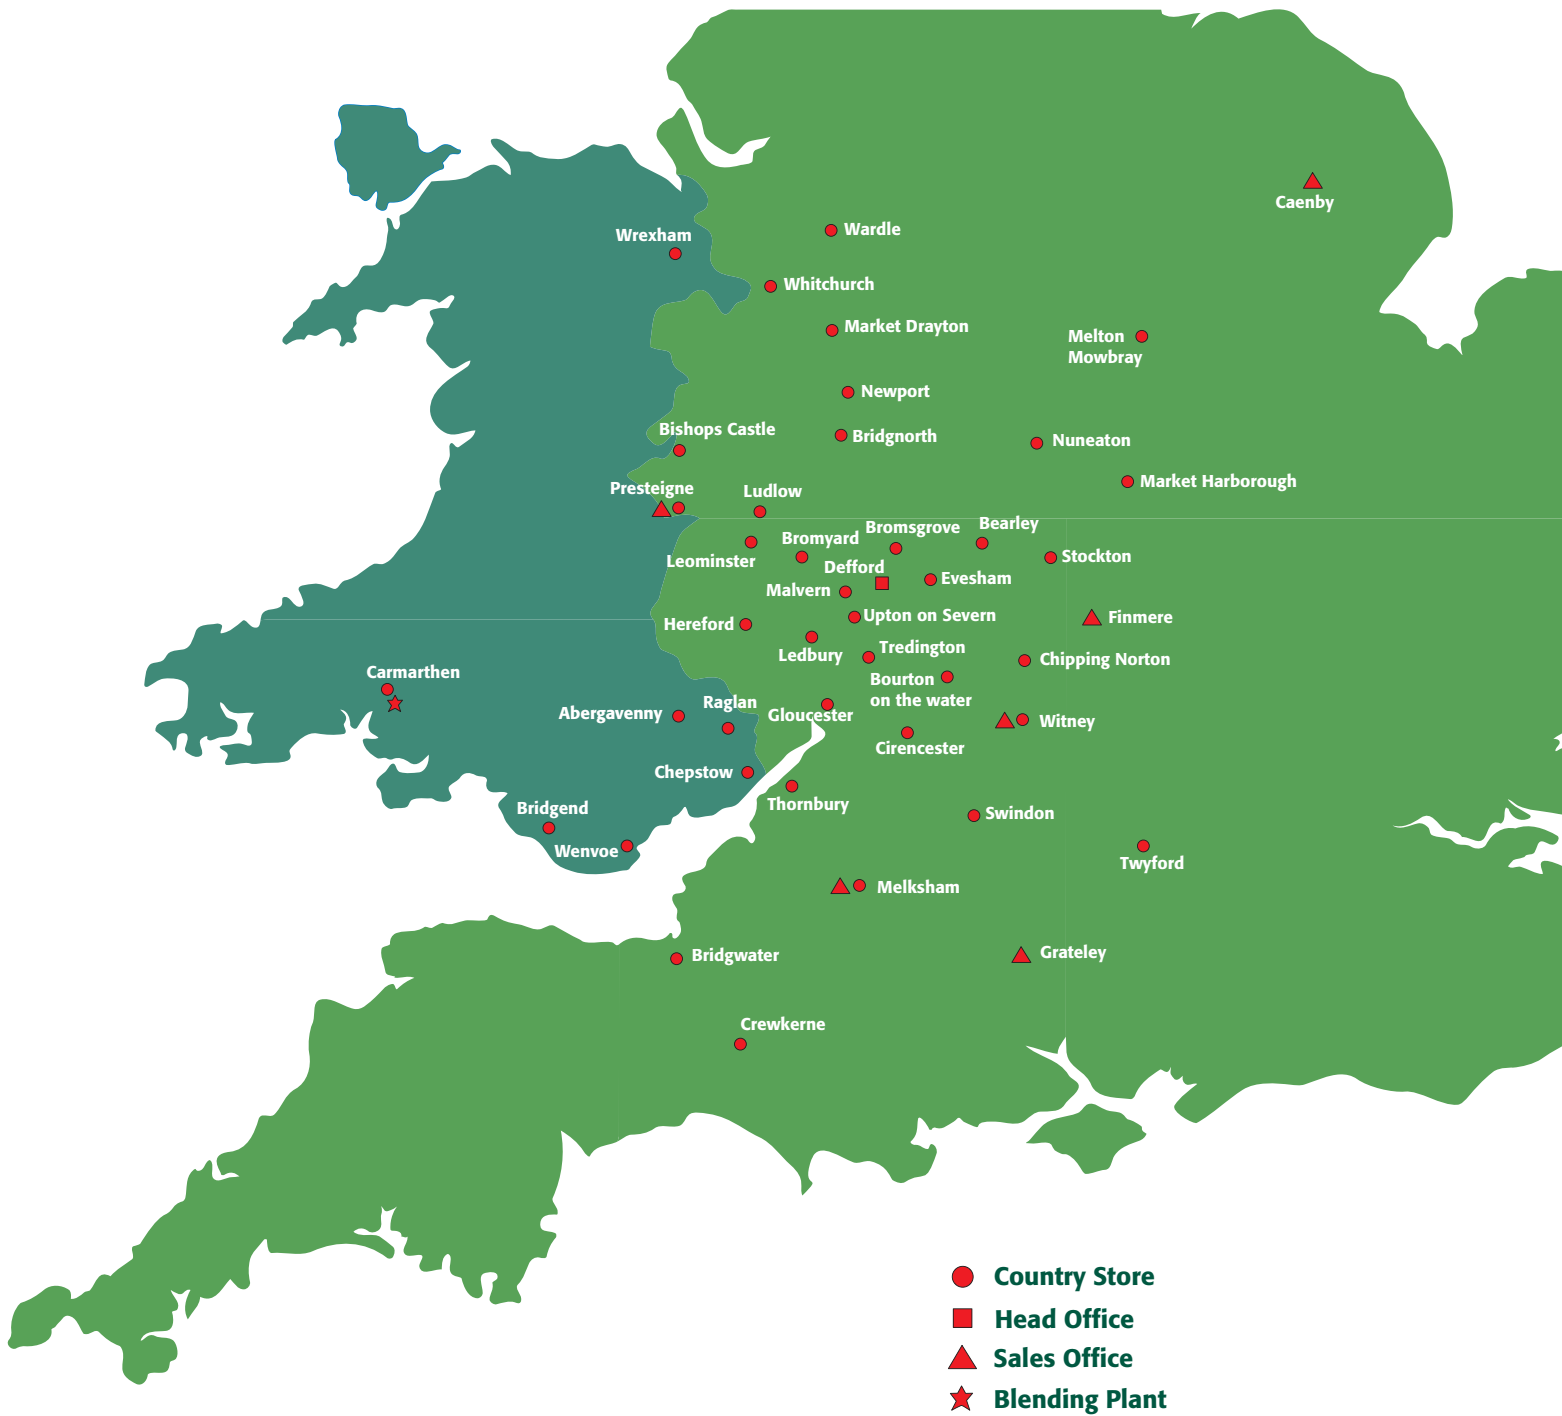 Caenby
Wardle
Wrexham
Whitchurch
Market Drayton
Melton
Mowbray
Newport
Bishops Castle
Bridgnorth
Nuneaton
Market Harborough
Presteigne
Ludlow
Bromsgrove
Bearley
Bromyard
Stockton
Leominster
Defford
Evesham
Malvern
Upton on Severn
Finmere
Hereford
Tredington
Ledbury
Chipping Norton
Carmarthen
Bourton
on the water
Raglan
Abergavenny
Gloucester
Witney
Cirencester
Chepstow
Thornbury
Bridgend
Swindon
Wenvoe
Twyford
Melksham
Grateley
Bridgwater
Crewkerne
Country Store
Head Office
Sales Office
Blending Plant